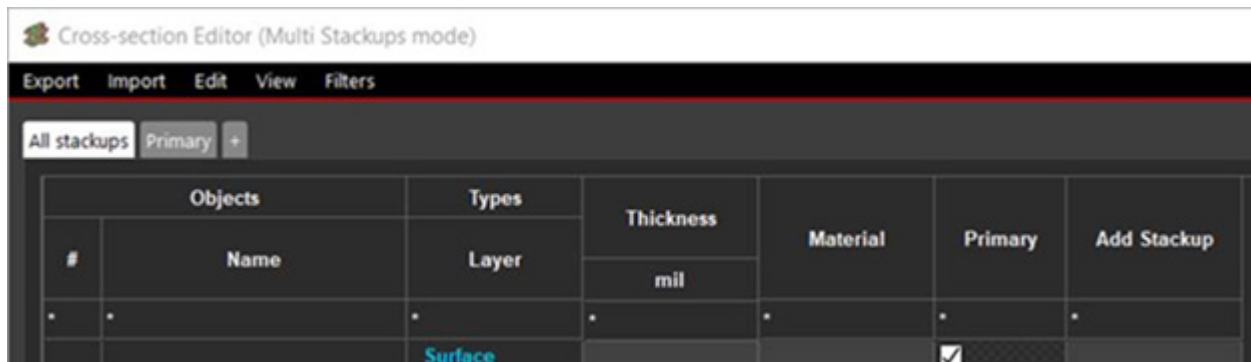 Cross-section Editor (Multi Stackups mode)
Export Import Edit View Filters
All stackups Primary +
Objects Types Thickness Material Primary Add Stackup
# Name Layer mil
* * * * * * *
Surface